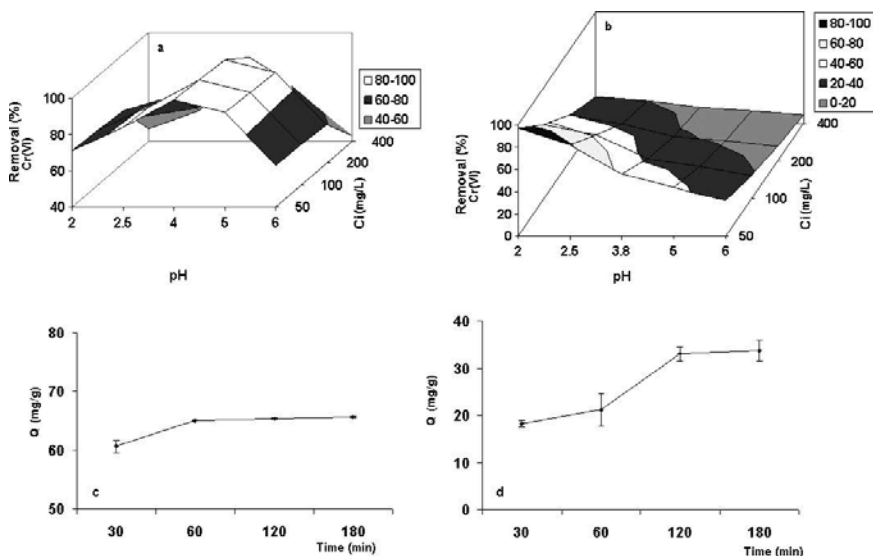 a
100
80
60
40
Removal (%)
Cr(VI)
2 2.5 4 5 6
pH
50
100
200
400
Ci (mg/L)
80-100
60-80
40-60
b
100
80
60
40
20
0
Removal (%)
Cr(VI)
2 2.5 3.8 5 6
pH
50
100
200
400
Ci (mg/L)
80-100
60-80
40-60
20-40
0-20
80
70
60
50
Q (mg/g)
c
30 60 120 180
Time (min)
40
30
20
10
0
Q (mg/g)
d
30 60 120 180
Time (min)